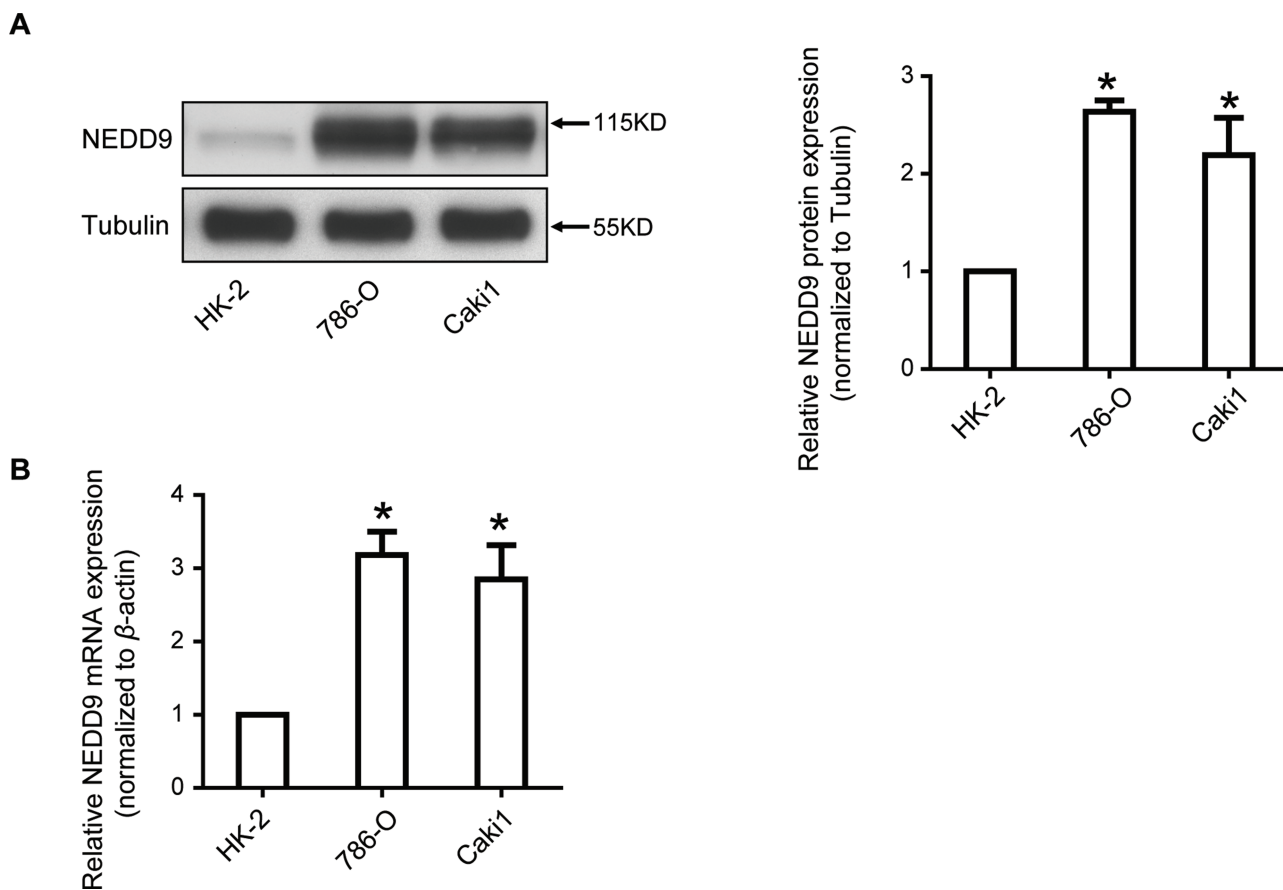 A
NEDD9
115KD
Tubulin
55KD
HK-2
786-O
Caki1
Relative NEDD9 protein expression
(normalized to Tubulin)
3
2
1
0
*
*
HK-2
786-O
Caki1
B
Relative NEDD9 mRNA expression
(normalized to β-actin)
4
3
2
1
0
*
*
HK-2
786-O
Caki1